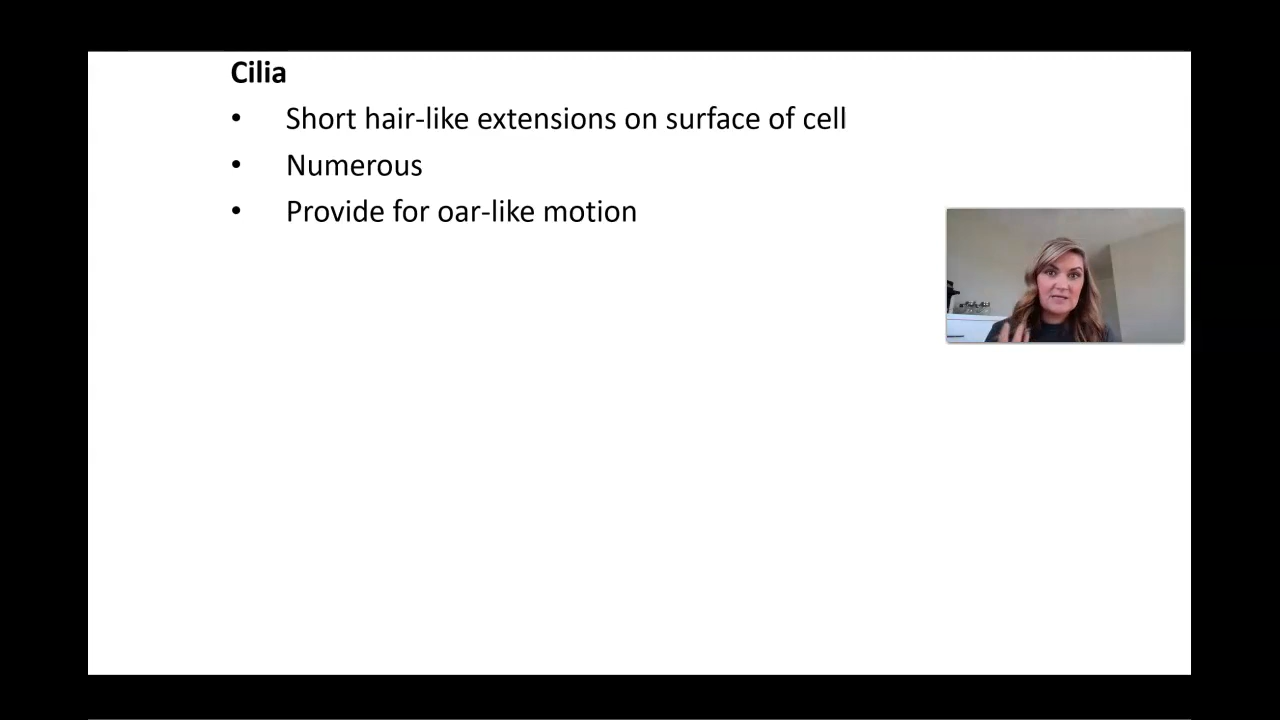 Cilia
• Short hair-like extensions on surface of cell
• Numerous
• Provide for oar-like motion